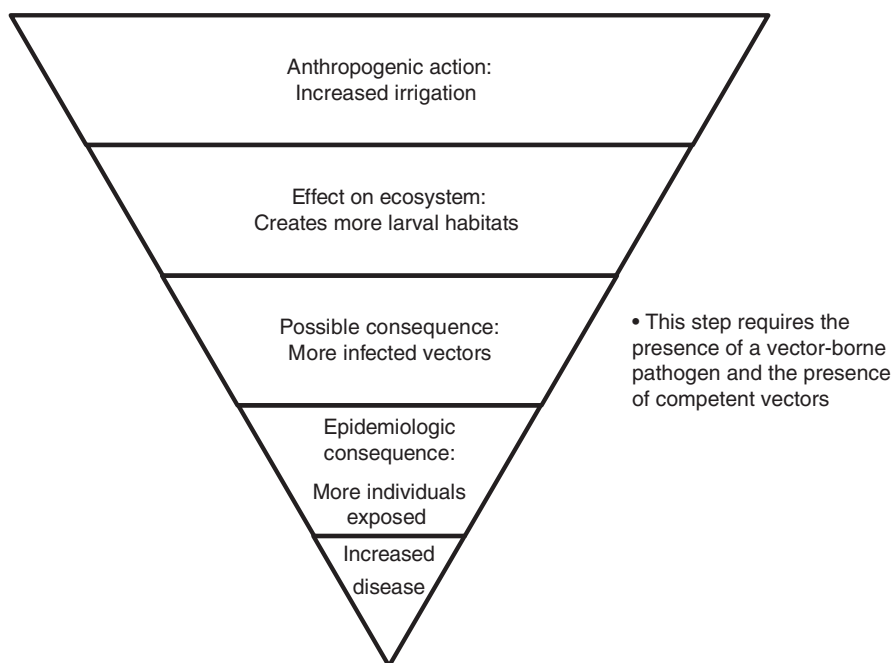 Anthropogenic action:
Increased irrigation
Effect on ecosystem:
Creates more larval habitats
Possible consequence:
More infected vectors
• This step requires the
presence of a vector-borne
pathogen and the presence
of competent vectors
Epidemiologic
consequence:
More individuals
exposed
Increased
disease